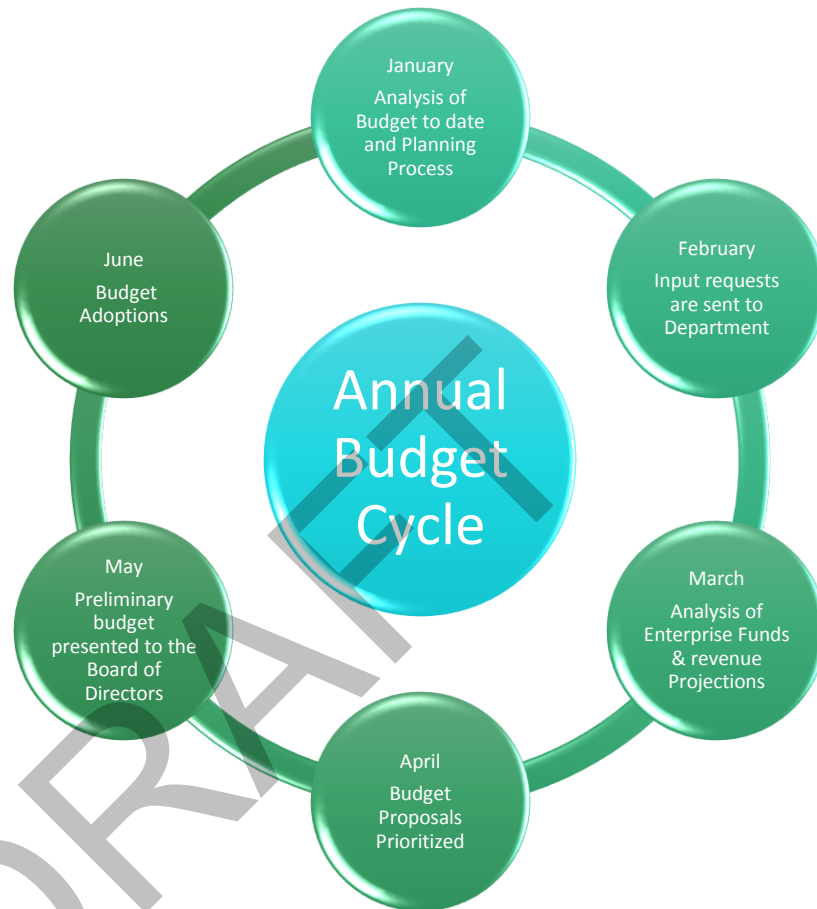 January
Analysis of
Budget to date
and Planning
Process
February
Input requests
are sent to
Department
March
Analysis of
Enterprise Funds
& revenue
Projections
April
Budget
Proposals
Prioritized
May
Preliminary
budget
presented to the
Board of
Directors
June
Budget
Adoptions
Annual
Budget
Cycle
DRAFT